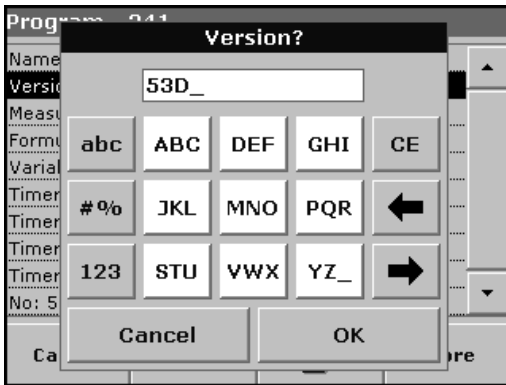 Program 241
Version?
Name
Versio
53D_
Measu
Formu
abc ABC DEF GHI CE
Varial
Timer
#% JKL MNO PQR
Timer
Timer
123 STU VWX YZ_
Timer
No: 5
Cancel OK
Ca ore